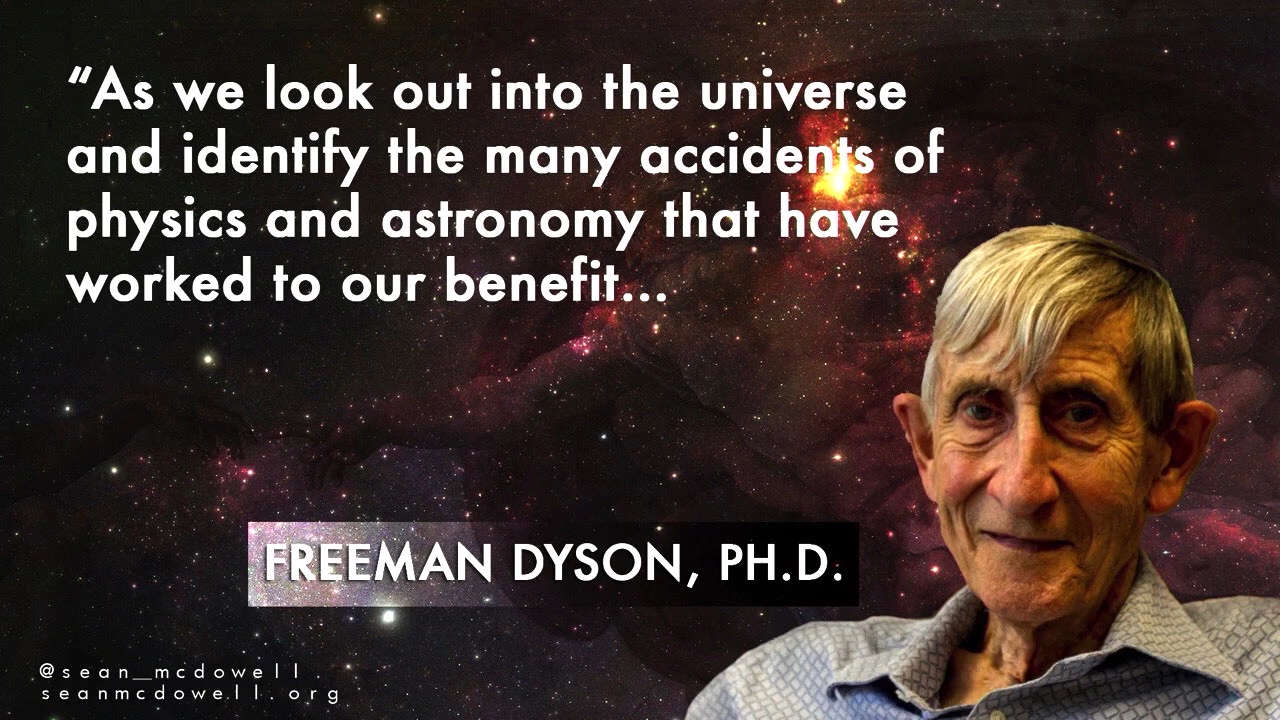 “As we look out into the universe
and identify the many accidents of
physics and astronomy that have
worked to our benefit...
FREEMAN DYSON, PH.D.
@sean_mcdowell.
seanmcdowell.org